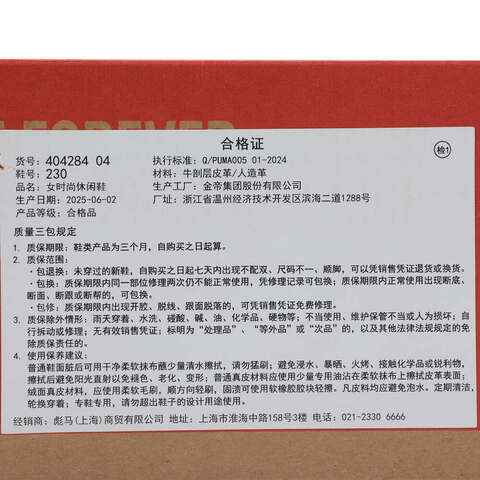 FOREVER
合格证
检1
货号: 404284 04
执行标准: Q/PUMA005 01-2024
鞋号: 230
材料: 牛剖层皮革/人造革
品名: 女时尚休闲鞋
生产工厂: 金帝集团股份有限公司
生产日期: 2025-06-02
厂址: 浙江省温州经济技术开发区滨海二道1288号
产品等级: 合格品
质量三包规定
1. 质保期限: 鞋类产品为三个月，自购买之日起算。
2. 质保范围:
· 包退换: 未穿过的新鞋，自购买之日起七天内出现不配双、尺码不一、顺脚，可以凭销售凭证退货或换货。
· 包换: 质保期限内同一部位修理两次仍不能正常使用，凭修理记录可包换; 质保期限内正常使用出现断底、
断面、断跟或断帮的，可包换。
· 包修: 质保期限内出现开胶、脱线、跟面脱落的，可凭销售凭证免费修理。
3. 质保除外情形: 雨天穿着、水洗、磋酸、碱、油、化学品、硬物等; 不当使用、维护保管不当或人为损坏; 自
行拆动或修理; 无有效销售凭证; 标明为“处理品”、“等外品”或“次品”的，以及其他法律法规规定的
免除质保责任的情形。
4. 使用保养建议:
普通鞋面脏后可用干净柔软抹布蘸少量清水擦拭，请勿猛刷; 避免浸水、暴晒、火烤、接触化学品或锐利物，
擦拭后避免阳光直射以免褪色、老化、变形; 普通真皮材料应使用少量专用油沾在柔软抹布上擦拭皮革表面;
绒面真皮材料，应使用柔软毛刷，顺方向轻刷，顽渍可使用软橡胶胶块轻擦。凡皮料均应避免泡水。定期清洁，
轮换穿着; 专鞋专用，请勿超出鞋子的设计用途使用。
经销商: 彪马(上海)商贸有限公司 地址: 上海市淮海中路158号3楼 电话: 021-2330 6666